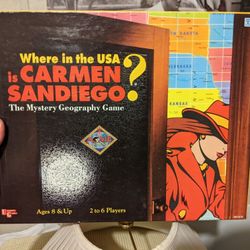 Where in the USA
is CARMEN
SANDIEGO?
The Mystery Geography Game
Ages 8 & Up
2 to 6 Players